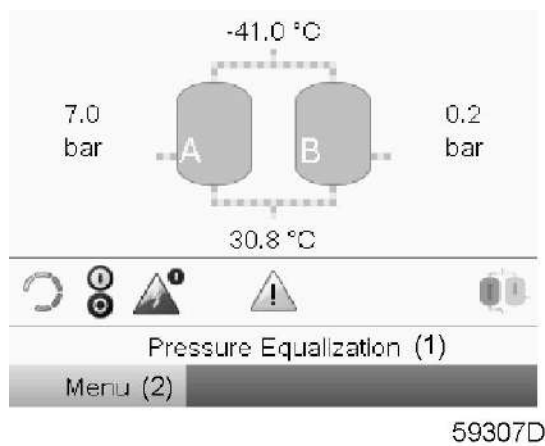 -41.0 °C
7.0
bar
A
B
0.2
bar
30.8 °C
Pressure Equalization (1)
Menu (2)
59307D